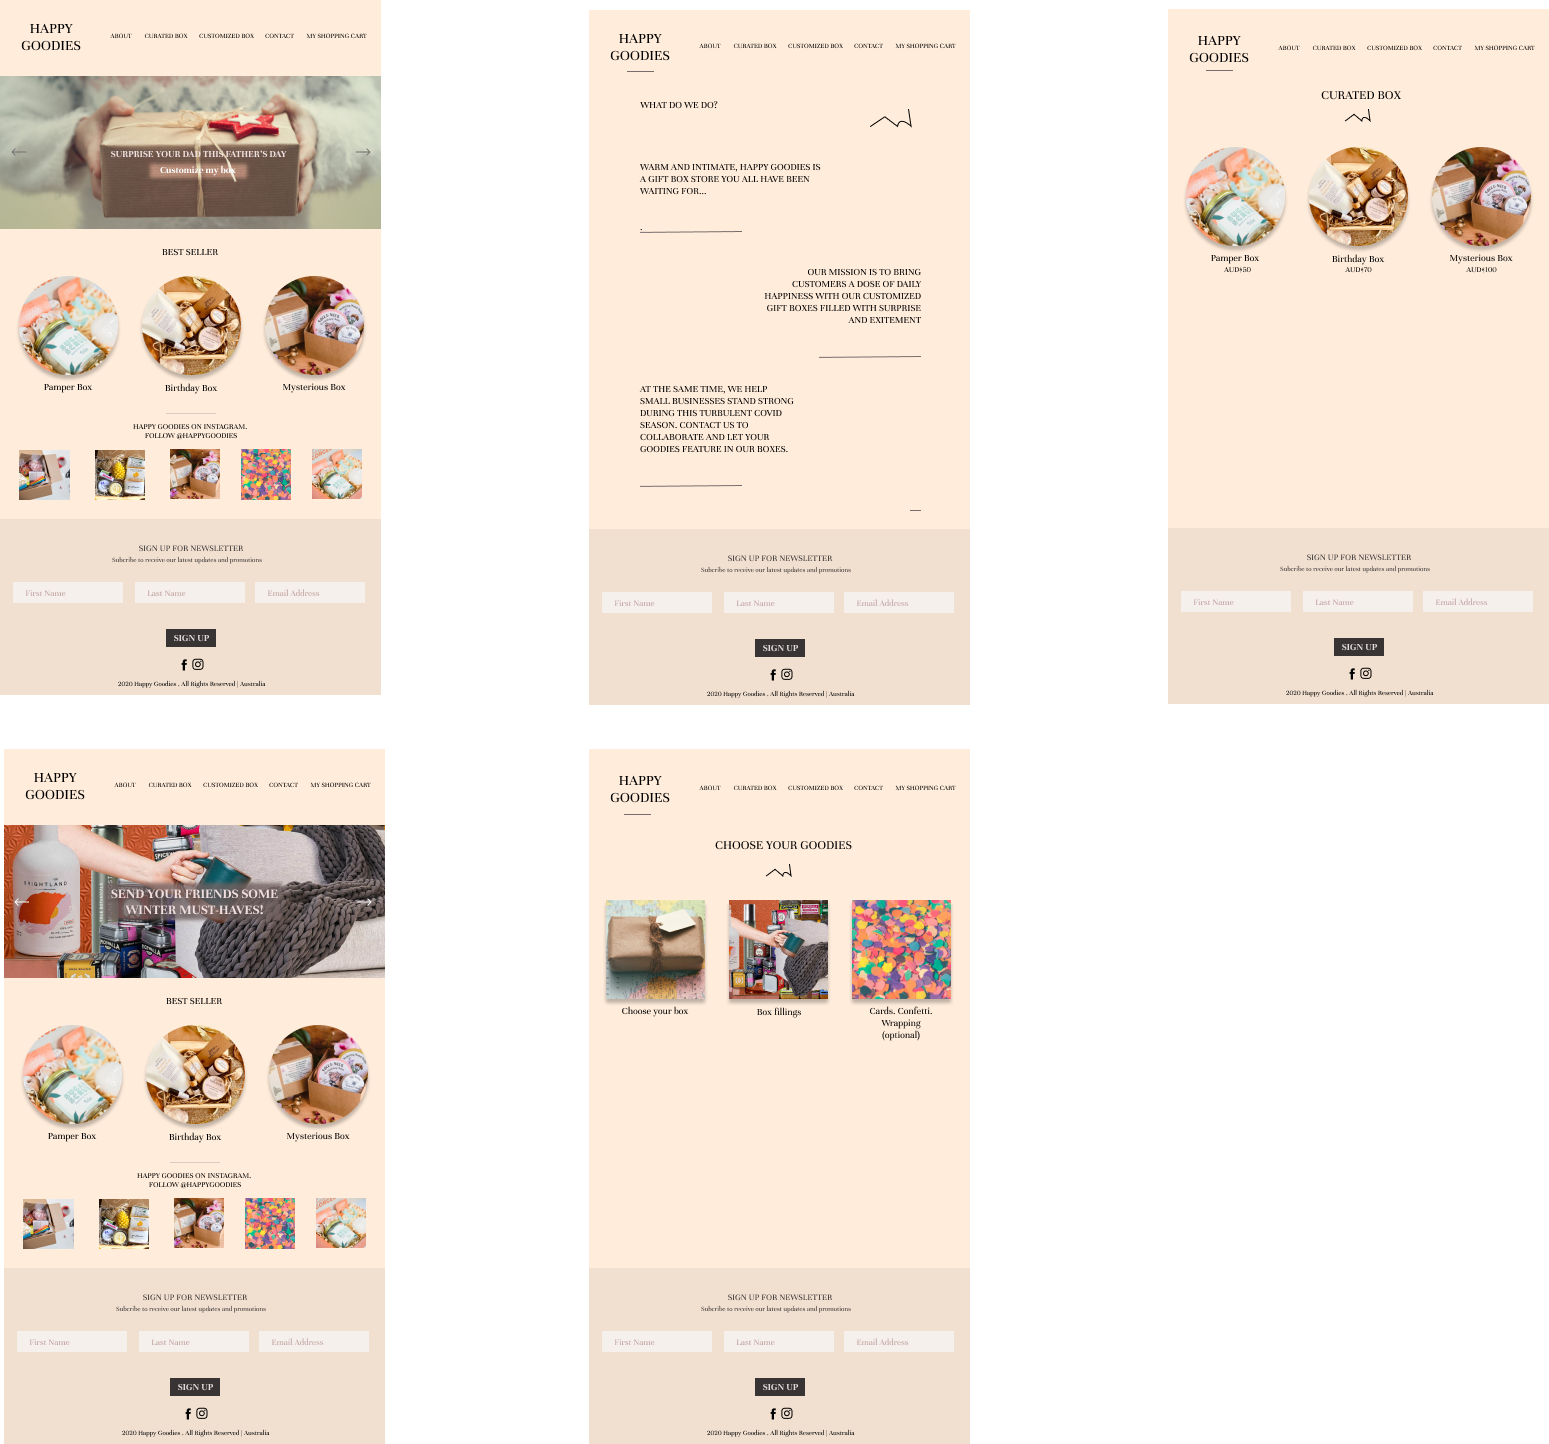 HAPPY
GOODIES
ABOUT CURATED BOX CUSTOMIZED BOX CONTACT MY SHOPPING CART
SURPRISE YOUR DAD THIS FATHER'S DAY
Customize my box
BEST SELLER
Pamper Box Birthday Box Mysterious Box
HAPPY GOODIES ON INSTAGRAM.
FOLLOW @HAPPYGOODIES
SIGN UP FOR NEWSLETTER
Subcribe to receive our latest updates and promotions
First Name Last Name Email Address
SIGN UP
2020 Happy Goodies . All Rights Reserved | Australia
HAPPY
GOODIES
ABOUT CURATED BOX CUSTOMIZED BOX CONTACT MY SHOPPING CART
WHAT DO WE DO?
WARM AND INTIMATE, HAPPY GOODIES IS
A GIFT BOX STORE YOU ALL HAVE BEEN
WAITING FOR...
.
OUR MISSION IS TO BRING
CUSTOMERS A DOSE OF DAILY
HAPPINESS WITH OUR CUSTOMIZED
GIFT BOXES FILLED WITH SURPRISE
AND EXITEMENT
AT THE SAME TIME, WE HELP
SMALL BUSINESSES STAND STRONG
DURING THIS TURBULENT COVID
SEASON. CONTACT US TO
COLLABORATE AND LET YOUR
GOODIES FEATURE IN OUR BOXES.
SIGN UP FOR NEWSLETTER
Subcribe to receive our latest updates and promotions
First Name Last Name Email Address
SIGN UP
2020 Happy Goodies . All Rights Reserved | Australia
HAPPY
GOODIES
ABOUT CURATED BOX CUSTOMIZED BOX CONTACT MY SHOPPING CART
CURATED BOX
Pamper Box Birthday Box Mysterious Box
AUD$50 AUD$70 AUD$100
SIGN UP FOR NEWSLETTER
Subcribe to receive our latest updates and promotions
First Name Last Name Email Address
SIGN UP
2020 Happy Goodies . All Rights Reserved | Australia
HAPPY
GOODIES
ABOUT CURATED BOX CUSTOMIZED BOX CONTACT MY SHOPPING CART
BRIGHTLAND
SEND YOUR FRIENDS SOME
WINTER MUST-HAVES!
BEST SELLER
Pamper Box Birthday Box Mysterious Box
HAPPY GOODIES ON INSTAGRAM.
FOLLOW @HAPPYGOODIES
SIGN UP FOR NEWSLETTER
Subcribe to receive our latest updates and promotions
First Name Last Name Email Address
SIGN UP
2020 Happy Goodies . All Rights Reserved | Australia
HAPPY
GOODIES
ABOUT CURATED BOX CUSTOMIZED BOX CONTACT MY SHOPPING CART
CHOOSE YOUR GOODIES
Choose your box Box fillings Cards. Confetti.
Wrapping
(optional)
SIGN UP FOR NEWSLETTER
Subcribe to receive our latest updates and promotions
First Name Last Name Email Address
SIGN UP
2020 Happy Goodies . All Rights Reserved | Australia